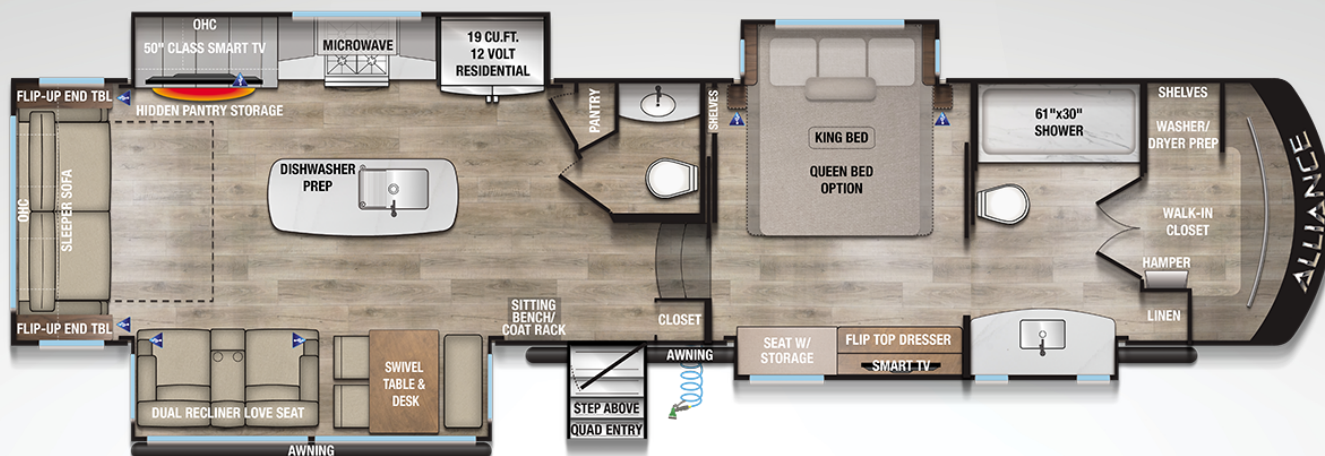 OHC
50" CLASS SMART TV
MICROWAVE
19 CU.FT.
12 VOLT
RESIDENTIAL
FLIP-UP END TBL
HIDDEN PANTRY STORAGE
PANTRY
SHELVES
61"x30"
SHOWER
SHELVES
WASHER/
DRYER PREP
KING BED
QUEEN BED
OPTION
DISHWASHER
PREP
OHC
SLEEPER SOFA
WALK-IN
CLOSET
HAMPER
ALLIANCE
FLIP-UP END TBL
SITTING
BENCH/
COAT RACK
CLOSET
LINEN
AWNING
SEAT W/
STORAGE
FLIP TOP DRESSER
SMART TV
SWIVEL
TABLE &
DESK
DUAL RECLINER LOVE SEAT
STEP ABOVE
QUAD ENTRY
AWNING